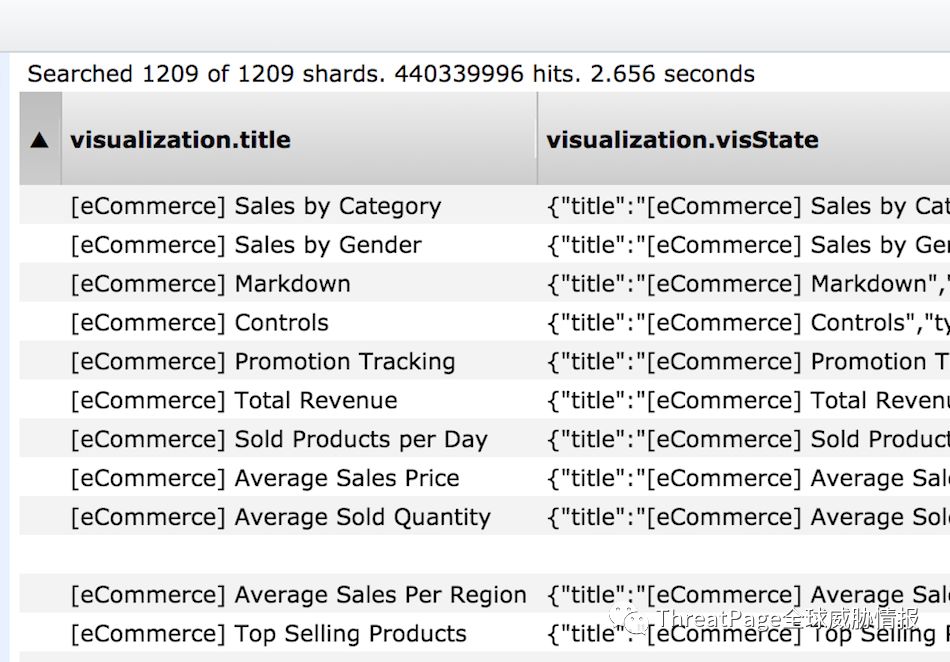 Searched 1209 of 1209 shards. 440339996 hits. 2.656 seconds
▲ visualization.title visualization.visState
[eCommerce] Sales by Category {"title":"[eCommerce] Sales by Cat
[eCommerce] Sales by Gender {"title":"[eCommerce] Sales by Ge
[eCommerce] Markdown {"title":"[eCommerce] Markdown","
[eCommerce] Controls {"title":"[eCommerce] Controls","ty
[eCommerce] Promotion Tracking {"title":"[eCommerce] Promotion T
[eCommerce] Total Revenue {"title":"[eCommerce] Total Reven
[eCommerce] Sold Products per Day {"title":"[eCommerce] Sold Product
[eCommerce] Average Sales Price {"title":"[eCommerce] Average Sal
[eCommerce] Average Sold Quantity {"title":"[eCommerce] Average Sol
[eCommerce] Average Sales Per Region {"title":"[eCommerce] Average Sal
ThreatPage全球威胁情报
[eCommerce] Top Selling Products {"title":"[eCommerce] Top Selling